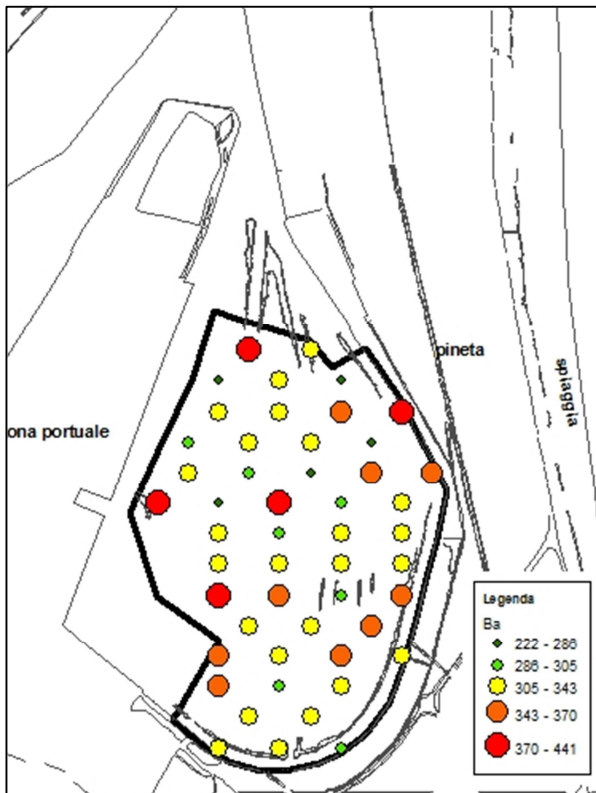 pineta
spiaggia
ona portuale
Legenda
Ba
222 - 286
286 - 305
305 - 343
343 - 370
370 - 441